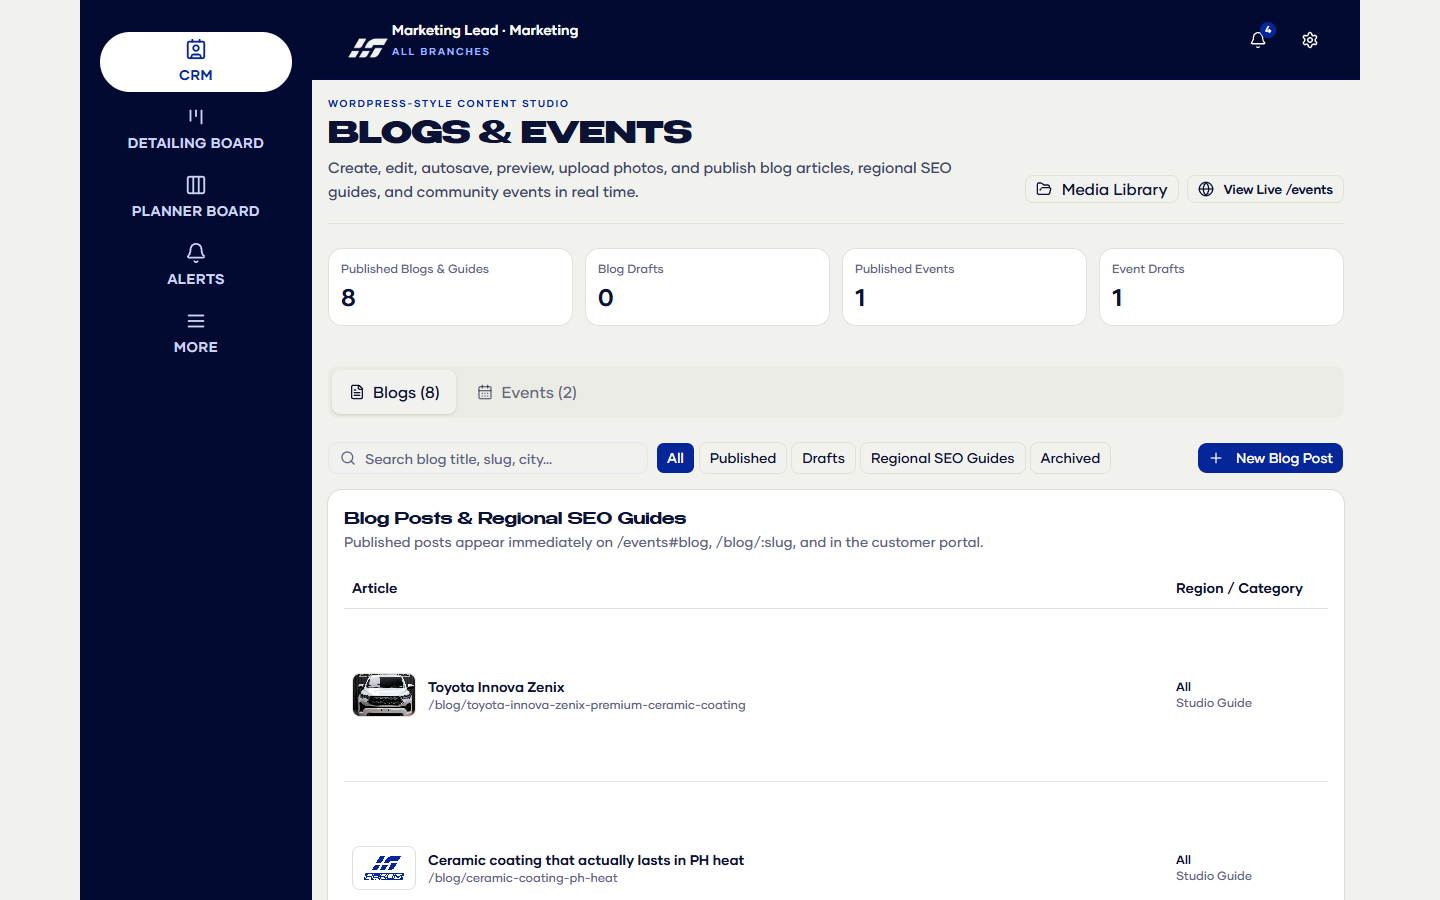 CRM
DETAILING BOARD
PLANNER BOARD
ALERTS
MORE
Marketing Lead · Marketing
ALL BRANCHES
4
WORDPRESS-STYLE CONTENT STUDIO
BLOGS & EVENTS
Create, edit, autosave, preview, upload photos, and publish blog articles, regional SEO
guides, and community events in real time.
Media Library
View Live /events
Published Blogs & Guides
8
Blog Drafts
0
Published Events
1
Event Drafts
1
Blogs (8)
Events (2)
Search blog title, slug, city...
All
Published
Drafts
Regional SEO Guides
Archived
New Blog Post
Blog Posts & Regional SEO Guides
Published posts appear immediately on /events#blog, /blog/:slug, and in the customer portal.
Article
Region / Category
Toyota Innova Zenix
/blog/toyota-innova-zenix-premium-ceramic-coating
All
Studio Guide
Ceramic coating that actually lasts in PH heat
/blog/ceramic-coating-ph-heat
All
Studio Guide